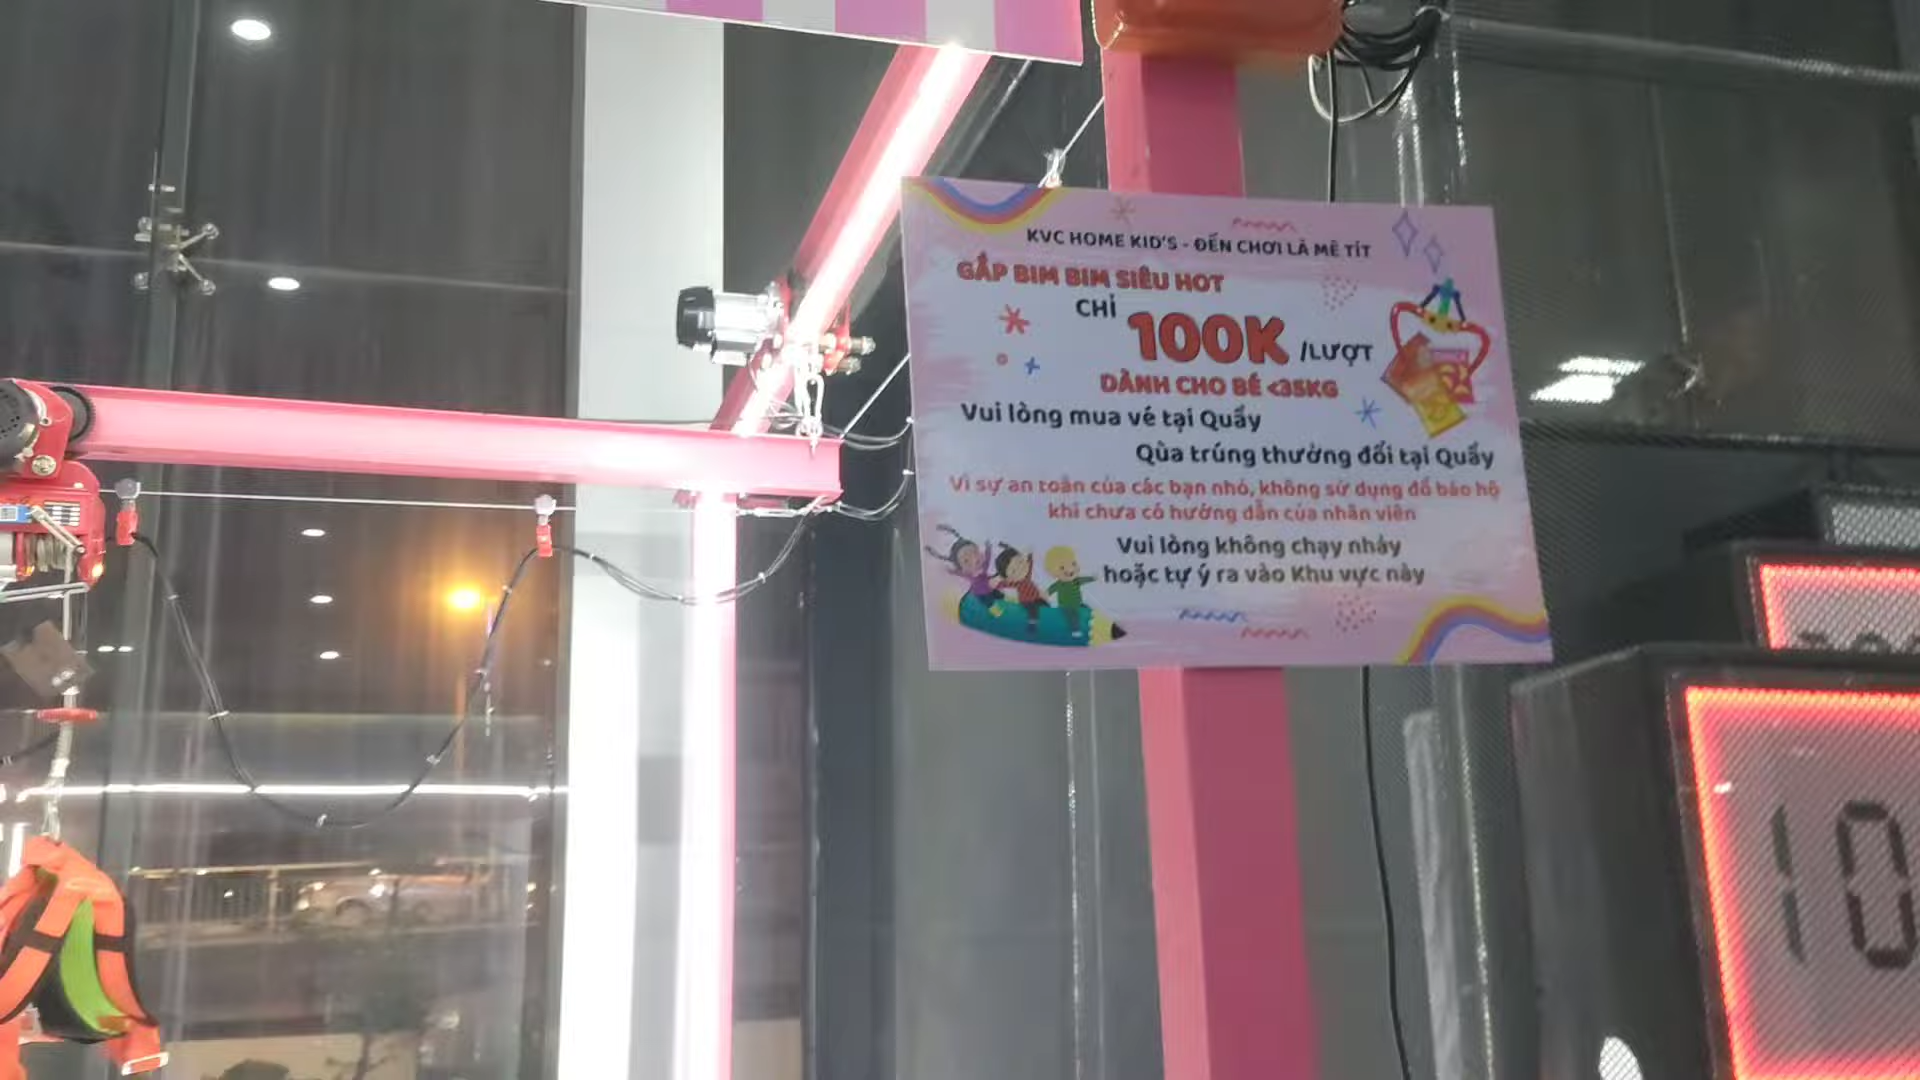 KVC HOME KID'S - ĐẾN CHƠI LÀ MÊ TÍT
GẮP BIM BIM SIÊU HOT
CHỈ
100K /LƯỢT
DÀNH CHO BÉ <35KG
Vui lòng mua vé tại Quầy
Qùa trúng thưởng đổi tại Quầy
Vì sự an toàn của các bạn nhỏ, không sử dụng đồ bảo hộ
khi chưa có hướng dẫn của nhân viên
Vui lòng không chạy nhảy
hoặc tự ý ra vào Khu vực này
10